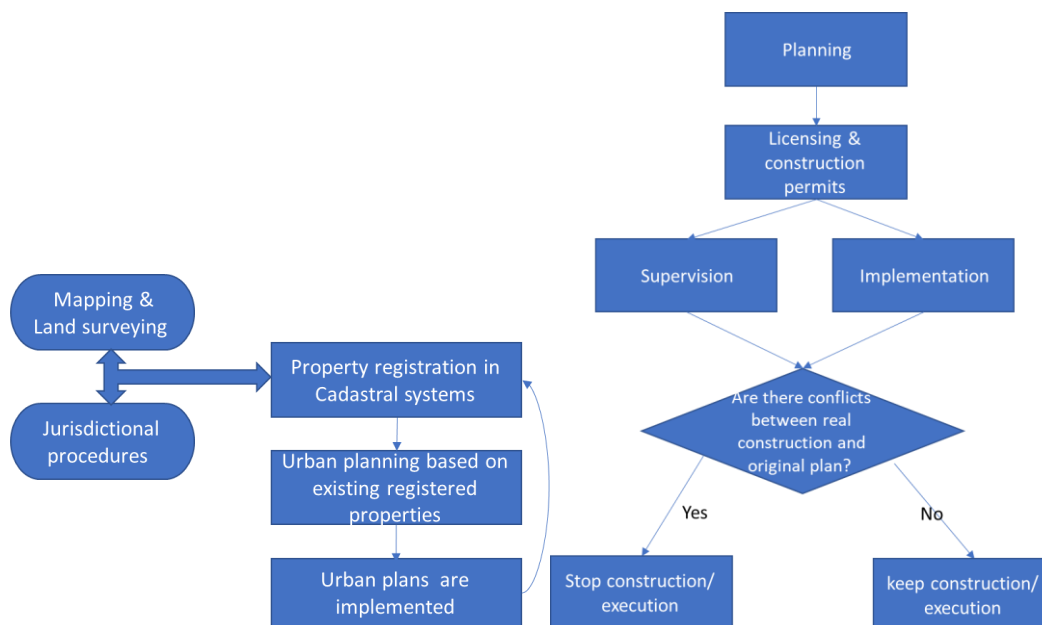 Mapping &
Land surveying
Jurisdictional
procedures
Property registration in
Cadastral systems
Urban planning based on
existing registered
properties
Urban plans are
implemented
Planning
Licensing &
construction
permits
Supervision
Implementation
Are there conflicts
between real
construction and
original plan?
Yes
No
Stop construction/
execution
keep construction/
execution